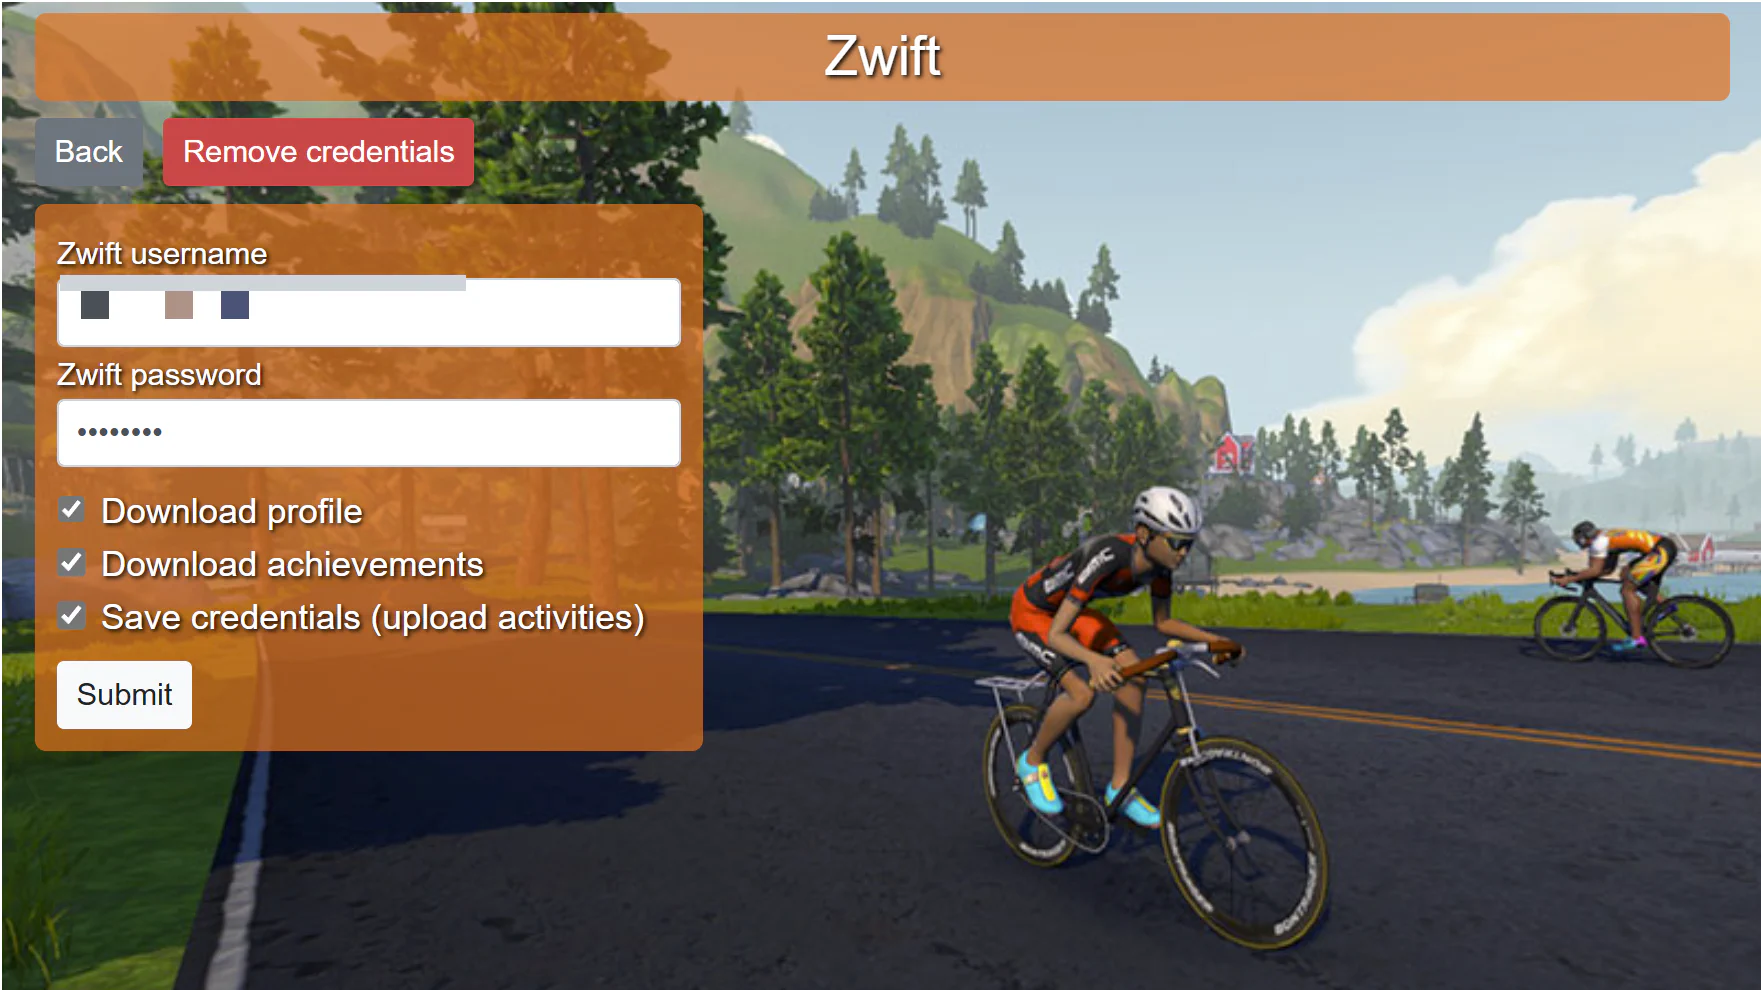 Zwift
Back
Remove credentials
Zwift username
Zwift password
••••••••
Download profile
Download achievements
Save credentials (upload activities)
Submit